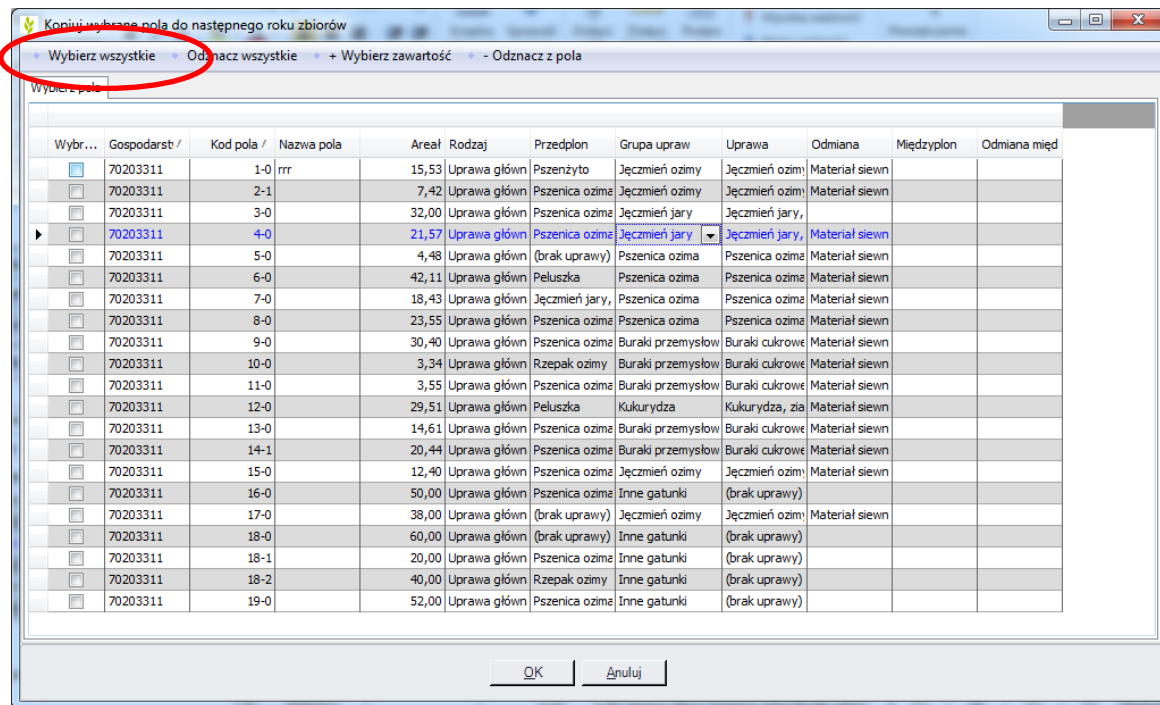 Kopiuj wybrane pola do następnego roku zbiorów
Wybierz wszystkie Odznacz wszystkie + Wybierz zawartość - Odznacz z pola
Wybierz pola
Wybr... Gospodarst Kod pola Nazwa pola Areał Rodzaj Przedplon Grupa upraw Uprawa Odmiana Międzyplon Odmiana międ
70203311 1-0 rrr 15,53 Uprawa główn Pszenżyto Jęczmień ozimy Jęczmień ozimy Materiał siewn
70203311 2-1 7,42 Uprawa główn Pszenica ozima Jęczmień ozimy Jęczmień ozimy Materiał siewn
70203311 3-0 32,00 Uprawa główn Pszenica ozima Jęczmień jary Jęczmień jary,
70203311 4-0 21,57 Uprawa główn Pszenica ozima Jęczmień jary Jęczmień jary, Materiał siewn
70203311 5-0 4,48 Uprawa główn (brak uprawy) Pszenica ozima Pszenica ozima Materiał siewn
70203311 6-0 42,11 Uprawa główn Peluszka Pszenica ozima Pszenica ozima Materiał siewn
70203311 7-0 18,43 Uprawa główn Jęczmień jary, Pszenica ozima Pszenica ozima Materiał siewn
70203311 8-0 23,55 Uprawa główn Pszenica ozima Pszenica ozima Pszenica ozima Materiał siewn
70203311 9-0 30,40 Uprawa główn Pszenica ozima Buraki przemysłow Buraki cukrowe Materiał siewn
70203311 10-0 3,34 Uprawa główn Rzepak ozimy Buraki przemysłow Buraki cukrowe Materiał siewn
70203311 11-0 3,55 Uprawa główn Pszenica ozima Buraki przemysłow Buraki cukrowe Materiał siewn
70203311 12-0 29,51 Uprawa główn Peluszka Kukurydza Kukurydza, zia Materiał siewn
70203311 13-0 14,61 Uprawa główn Pszenica ozima Buraki przemysłow Buraki cukrowe Materiał siewn
70203311 14-1 20,44 Uprawa główn Pszenica ozima Buraki przemysłow Buraki cukrowe Materiał siewn
70203311 15-0 12,40 Uprawa główn Pszenica ozima Jęczmień ozimy Jęczmień ozimy Materiał siewn
70203311 16-0 50,00 Uprawa główn Pszenica ozima Inne gatunki (brak uprawy)
70203311 17-0 38,00 Uprawa główn (brak uprawy) Jęczmień ozimy Jęczmień ozimy Materiał siewn
70203311 18-0 60,00 Uprawa główn (brak uprawy) Inne gatunki (brak uprawy)
70203311 18-1 20,00 Uprawa główn Pszenica ozima Inne gatunki (brak uprawy)
70203311 18-2 40,00 Uprawa główn Rzepak ozimy Inne gatunki (brak uprawy)
70203311 19-0 52,00 Uprawa główn Pszenica ozima Inne gatunki (brak uprawy)
OK Anuluj